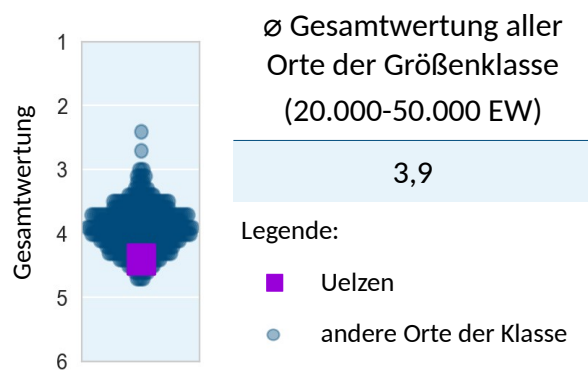 ø Gesamtwertung aller
Orte der Größenklasse
(20.000-50.000 EW)
3,9
Legende:
Uelzen
andere Orte der Klasse
Gesamtwertung
1
2
3
4
5
6